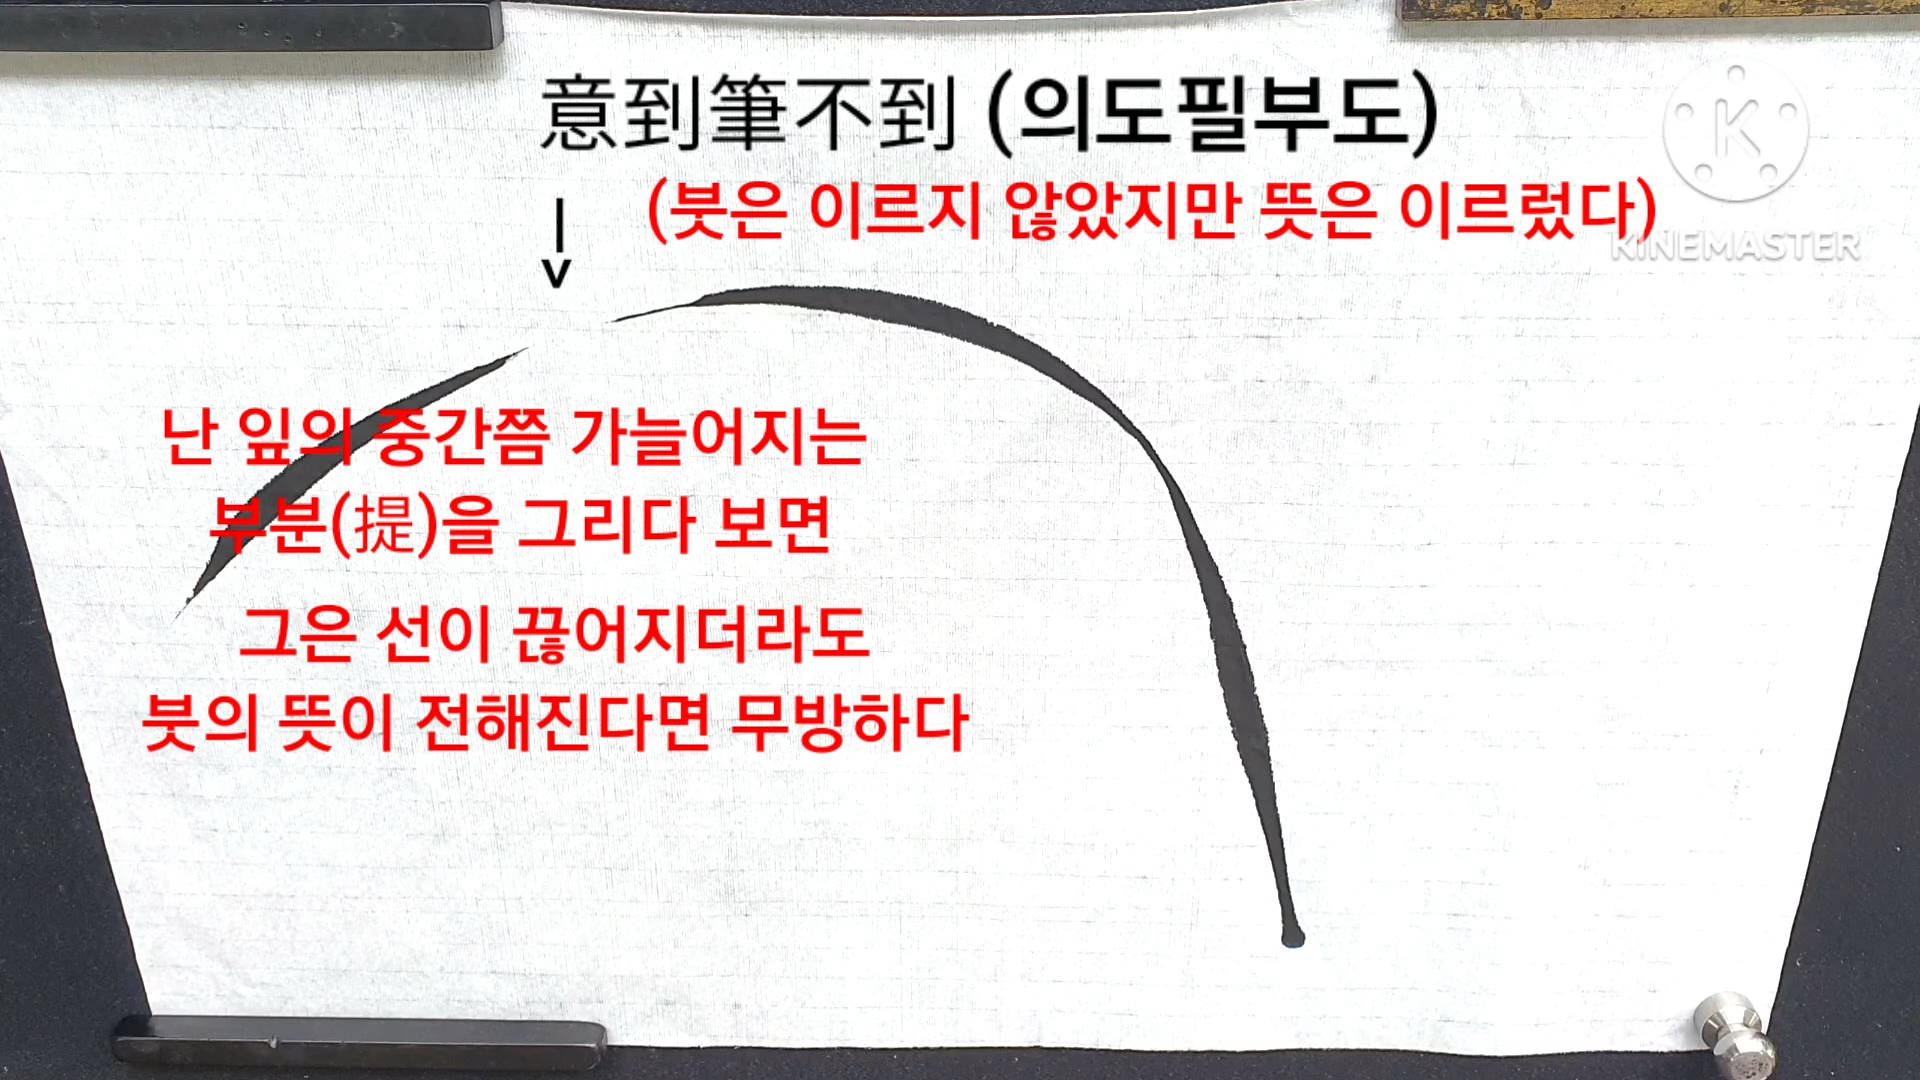 意到筆不到 (의도필부도)
(붓은 이르지 않았지만 뜻은 이르렀다)
K
KINEMASTER
난 잎의 중간쯤 가늘어지는
부분(提)을 그리다 보면
그은 선이 끊어지더라도
붓의 뜻이 전해진다면 무방하다